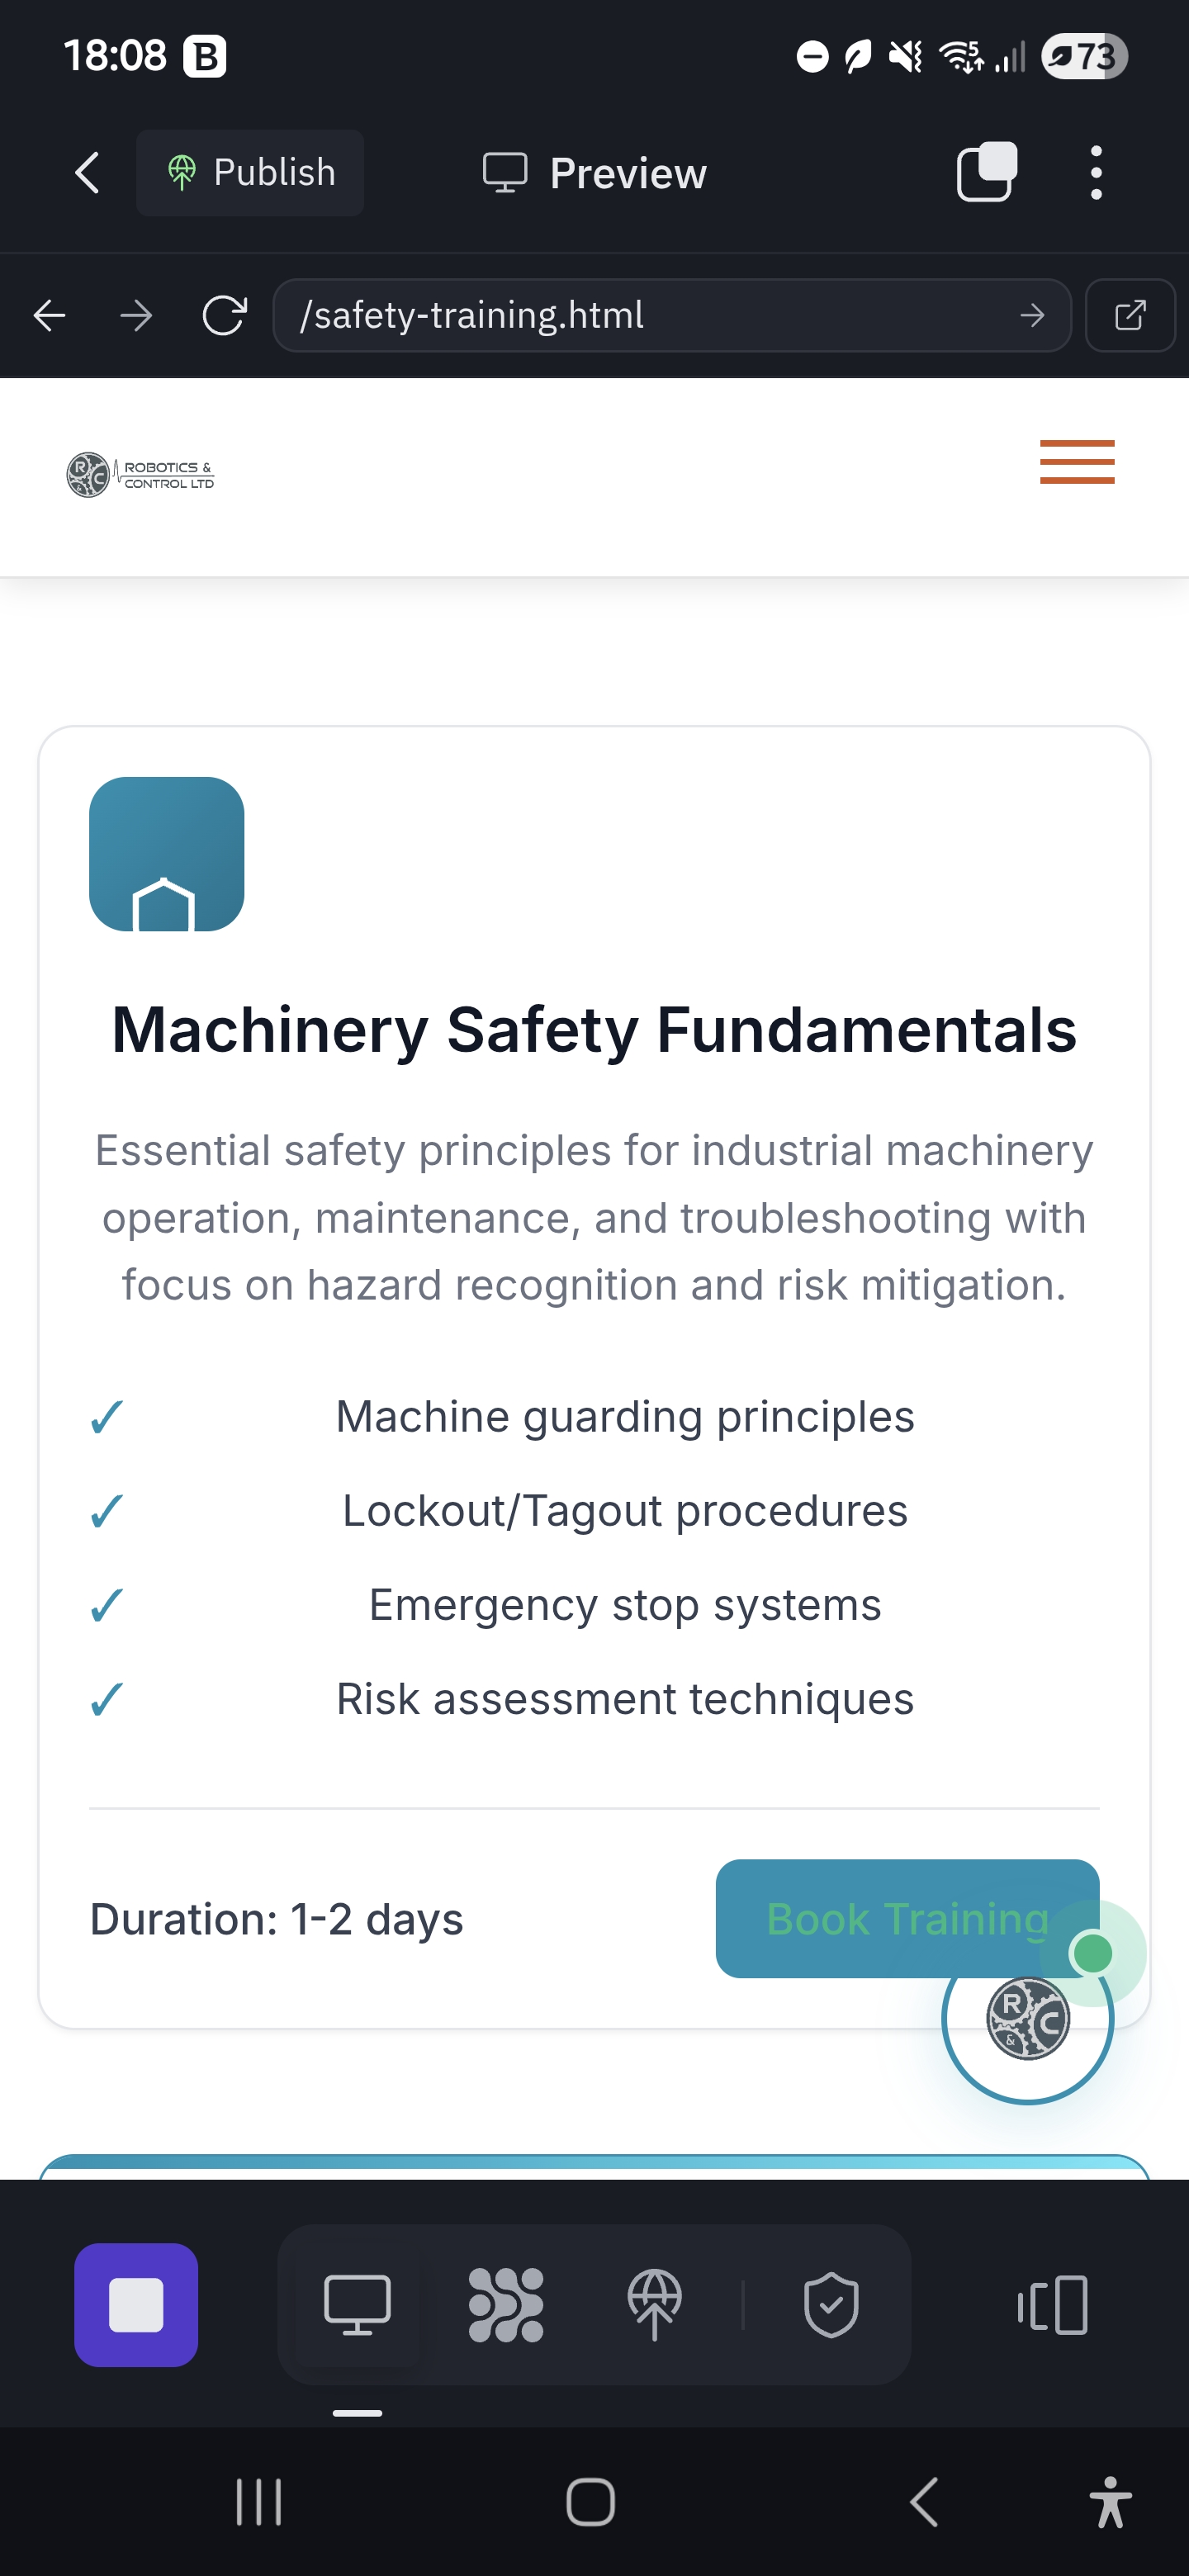 18:08 B 5 73
Publish Preview
/safety-training.html
R C & ROBOTICS &
CONTROL LTD
Machinery Safety Fundamentals
Essential safety principles for industrial machinery
operation, maintenance, and troubleshooting with
focus on hazard recognition and risk mitigation.
✓ Machine guarding principles
✓ Lockout/Tagout procedures
✓ Emergency stop systems
✓ Risk assessment techniques
Duration: 1-2 days Book Training
R C &